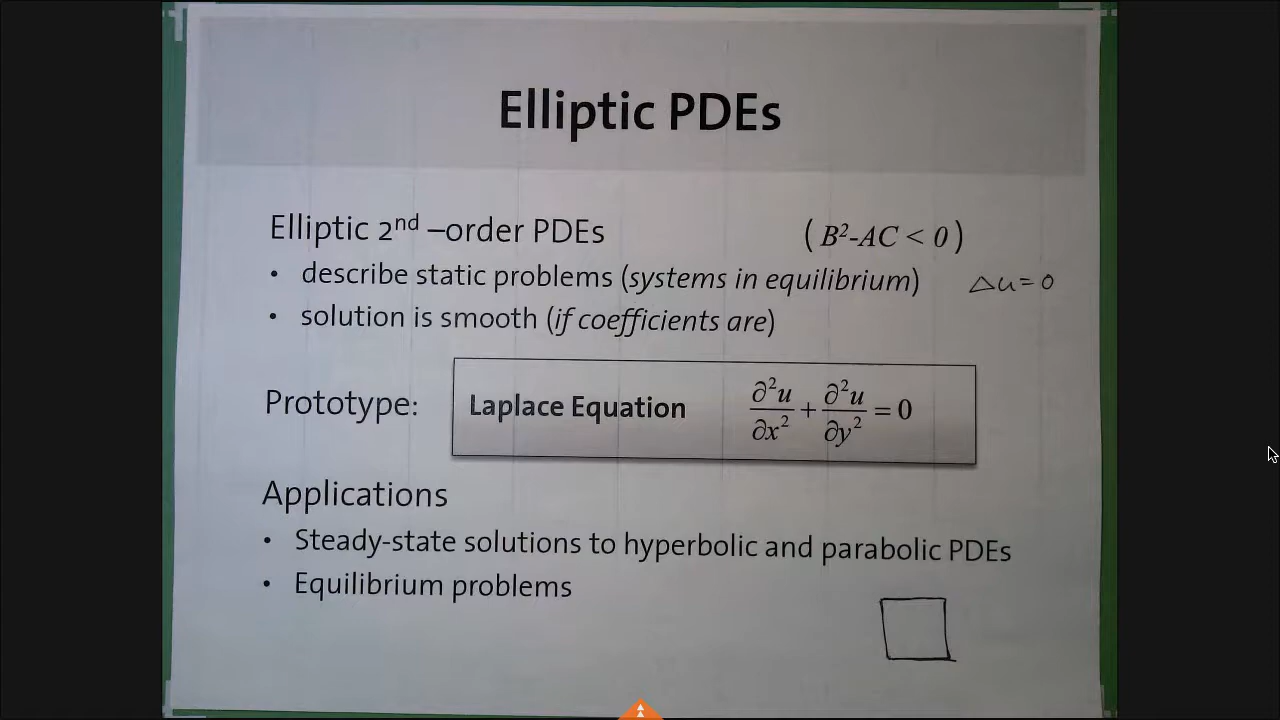 Elliptic PDEs
Elliptic 2nd –order PDEs (B²-AC < 0)
• describe static problems (systems in equilibrium) Δu=0
• solution is smooth (if coefficients are)
Prototype: Laplace Equation ∂²u/∂x² + ∂²u/∂y² = 0
Applications
• Steady-state solutions to hyperbolic and parabolic PDEs
• Equilibrium problems